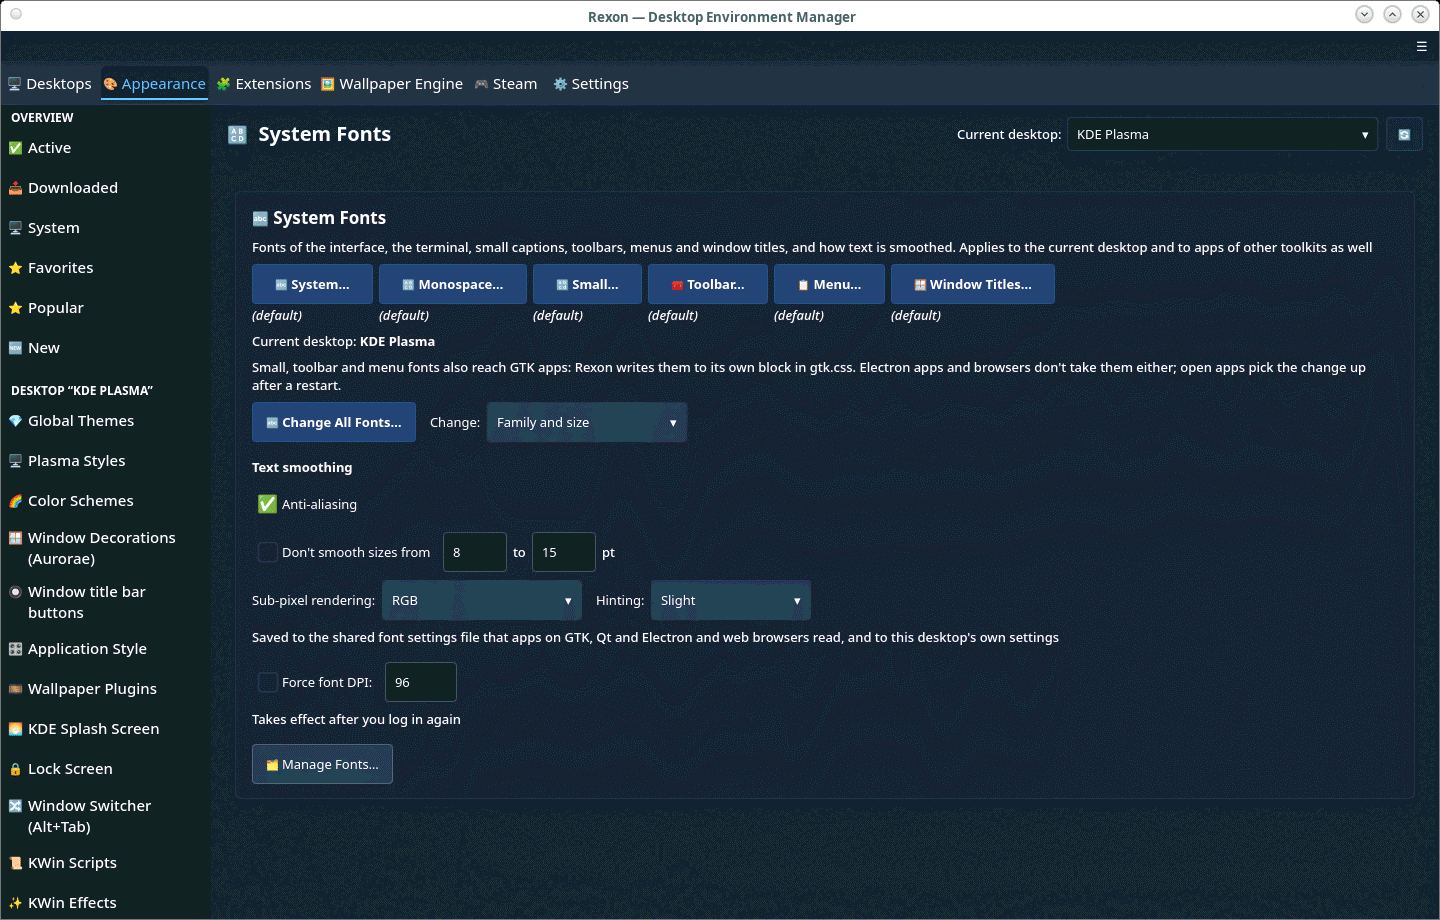 Rexon — Desktop Environment Manager
Desktops Appearance Extensions Wallpaper Engine Steam Settings
OVERVIEW
Active
Downloaded
System
Favorites
Popular
New
DESKTOP “KDE PLASMA”
Global Themes
Plasma Styles
Color Schemes
Window Decorations
(Aurorae)
Window title bar
buttons
Application Style
Wallpaper Plugins
KDE Splash Screen
Lock Screen
Window Switcher
(Alt+Tab)
KWin Scripts
KWin Effects
System Fonts
Current desktop: KDE Plasma
System Fonts
Fonts of the interface, the terminal, small captions, toolbars, menus and window titles, and how text is smoothed. Applies to the current desktop and to apps of other toolkits as well
System... Monospace... Small... Toolbar... Menu... Window Titles...
(default) (default) (default) (default) (default) (default)
Current desktop: KDE Plasma
Small, toolbar and menu fonts also reach GTK apps: Rexon writes them to its own block in gtk.css. Electron apps and browsers don't take them either; open apps pick the change up
after a restart.
Change All Fonts... Change: Family and size
Text smoothing
Anti-aliasing
Don't smooth sizes from 8 to 15 pt
Sub-pixel rendering: RGB Hinting: Slight
Saved to the shared font settings file that apps on GTK, Qt and Electron and web browsers read, and to this desktop's own settings
Force font DPI: 96
Takes effect after you log in again
Manage Fonts...